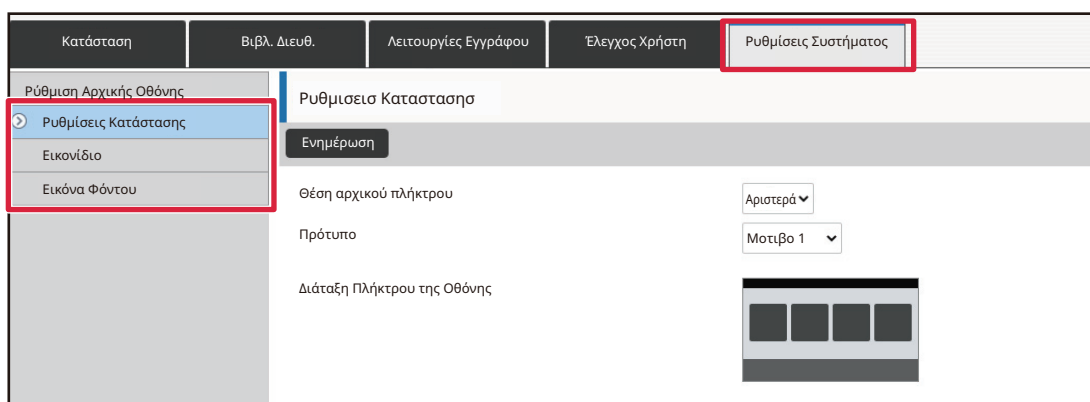 Κατάσταση Βιβλ. Διευθ. Λειτουργίες Εγγράφου Έλεγχος Χρήστη Ρυθμίσεις Συστήματος
Ρύθμιση Αρχικής Οθόνης
Ρυθμίσεις Κατάστασης
Εικονίδιο
Εικόνα Φόντου
Ρυθμισεισ Καταστασησ
Ενημέρωση
Θέση αρχικού πλήκτρου Αριστερά
Πρότυπο Μοτιβο 1
Διάταξη Πλήκτρου της Οθόνης